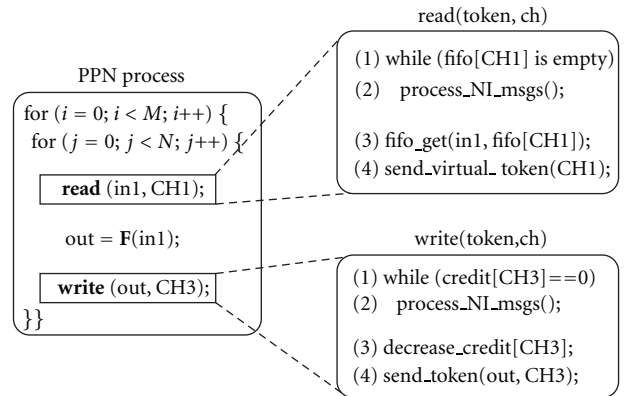 PPN process
for (i = 0; i < M; i++) {
for (j = 0; j < N; j++) {
read (in1, CH1);
out = F(in1);
write (out, CH3);
}}
read(token, ch)
(1) while (fifo[CH1] is empty)
(2) process_NI_msgs();
(3) fifo_get(in1, fifo[CH1]);
(4) send_virtual_ token(CH1);
write(token,ch)
(1) while (credit[CH3]==0)
(2) process_NI_msgs();
(3) decrease_credit[CH3];
(4) send_token(out, CH3);